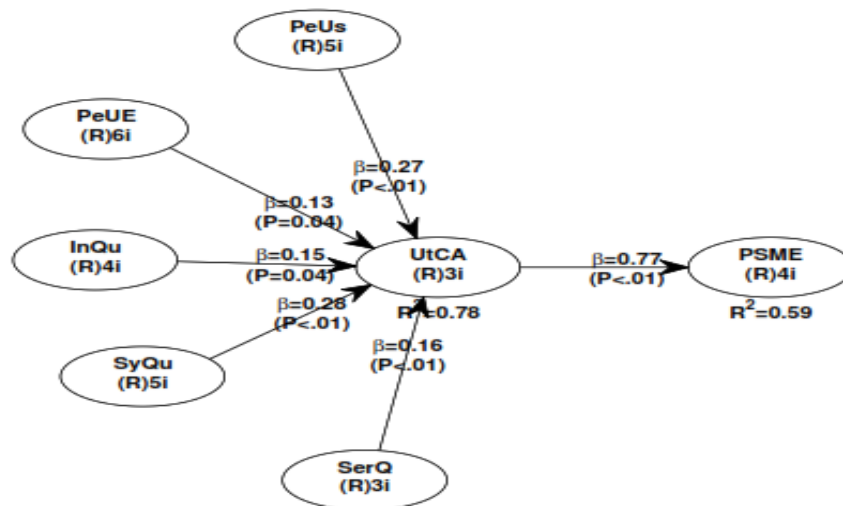 PeUs
(R)5i
PeUE
(R)6i
β=0.27
(P<.01)
β=0.13
(P=0.04)
InQu
(R)4i
β=0.15
(P=0.04)
UtCA
(R)3i
R²=0.78
β=0.77
(P<.01)
PSME
(R)4i
R²=0.59
β=0.28
(P<.01)
SyQu
(R)5i
β=0.16
(P<.01)
SerQ
(R)3i